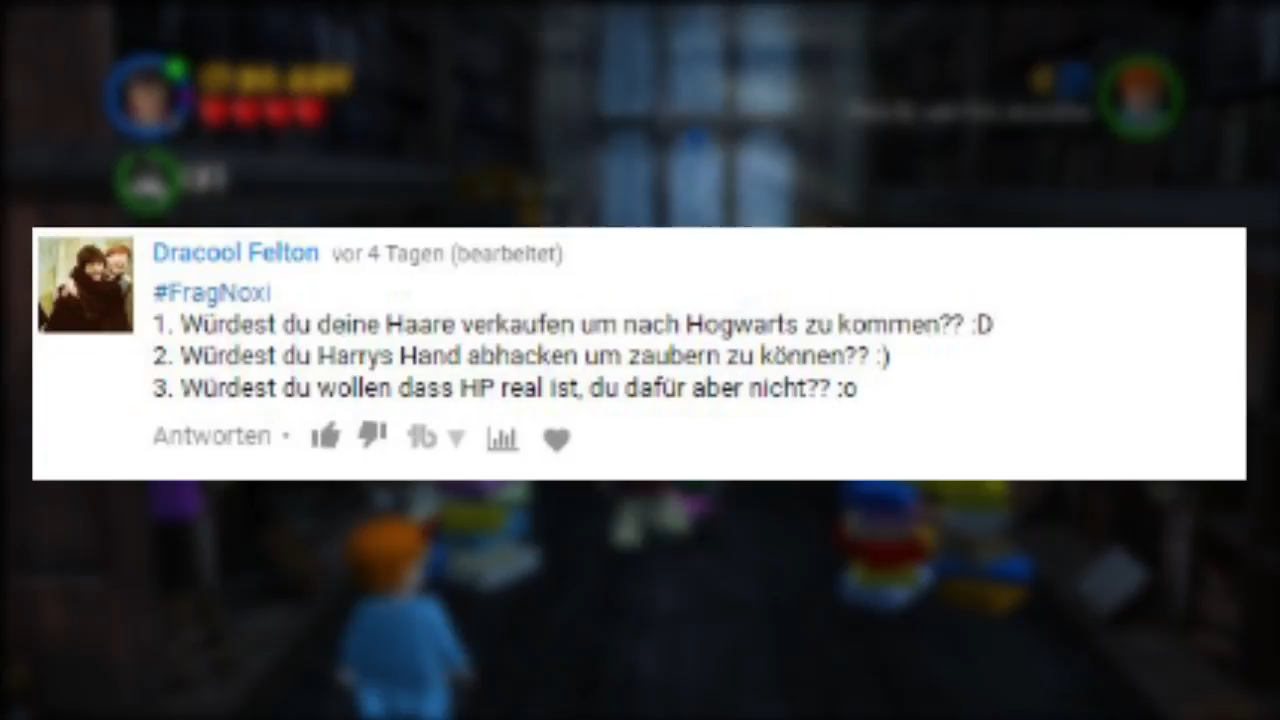 Dracool Felton vor 4 Tagen (bearbeitet)
#FragNoxi
1. Würdest du deine Haare verkaufen um nach Hogwarts zu kommen?? :D
2. Würdest du Harrys Hand abhacken um zaubern zu können?? :)
3. Würdest du wollen dass HP real ist, du dafür aber nicht?? :o
Antworten •